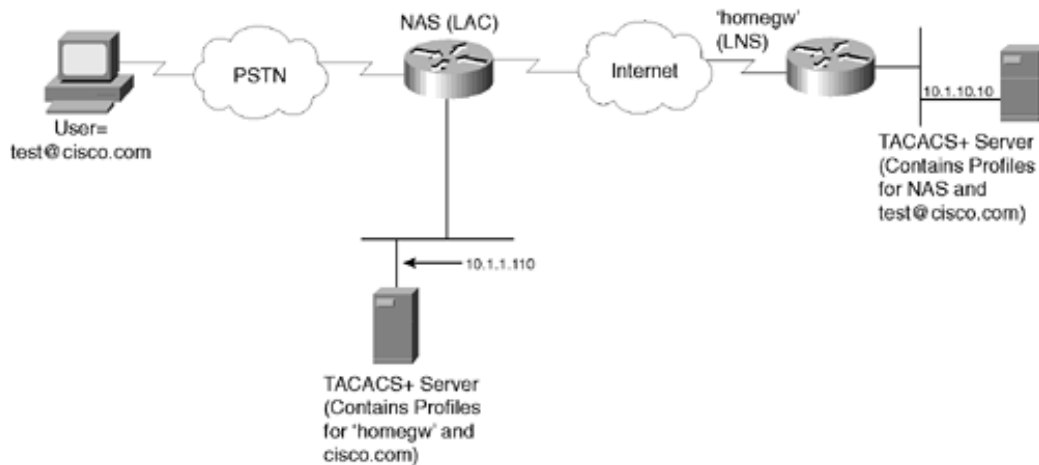 NAS (LAC)
'homegw'
(LNS)
PSTN
Internet
10.1.10.10
User=
test@cisco.com
TACACS+ Server
(Contains Profiles
for NAS and
test@cisco.com)
10.1.1.110
TACACS+ Server
(Contains Profiles
for 'homegw' and
cisco.com)